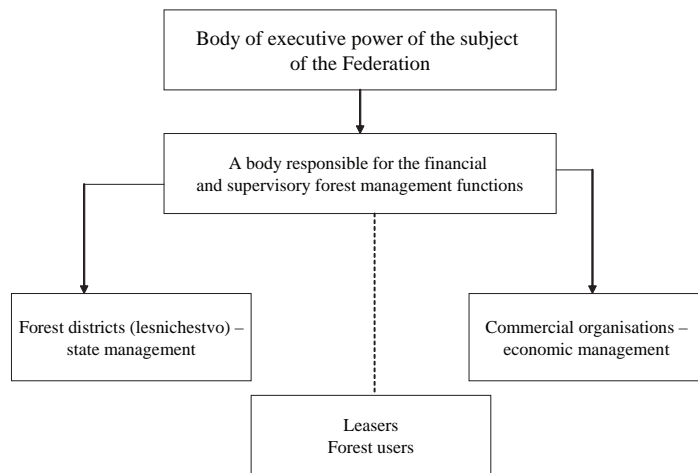 Body of executive power of the subject
of the Federation
A body responsible for the financial
and supervisory forest management functions
Forest districts (lesnichestvo) –
state management
Commercial organisations –
economic management
Leasers
Forest users